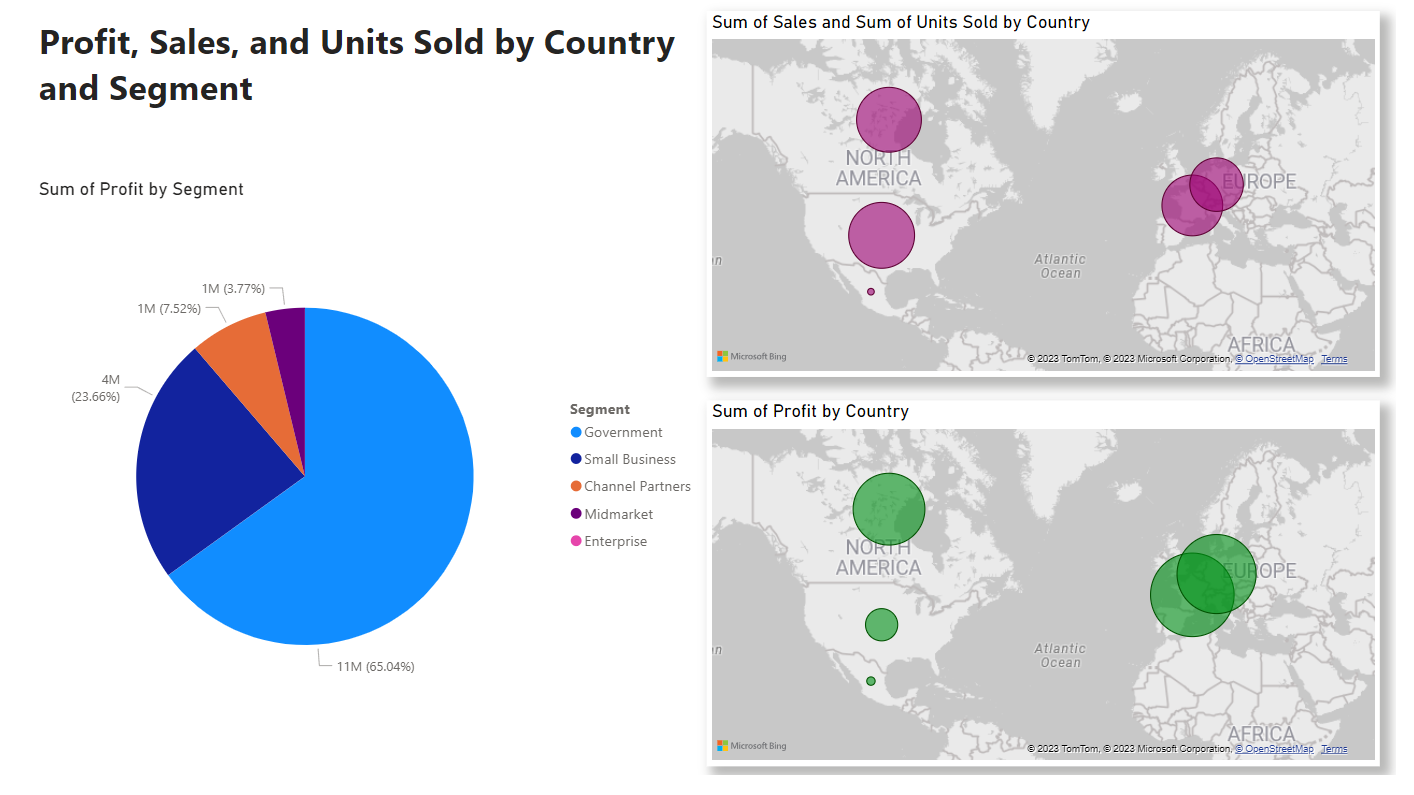 Profit, Sales, and Units Sold by Country
and Segment
Sum of Profit by Segment
1M (3.77%)
1M (7.52%)
4M
(23.66%)
11M (65.04%)
Segment
Government
Small Business
Channel Partners
Midmarket
Enterprise
Sum of Sales and Sum of Units Sold by Country
NORTH
AMERICA
EUROPE
an
Atlantic
Ocean
AFRICA
Microsoft Bing
© 2023 TomTom, © 2023 Microsoft Corporation, © OpenStreetMap Terms
Sum of Profit by Country
NORTH
AMERICA
EUROPE
an
Atlantic
Ocean
AFRICA
Microsoft Bing
© 2023 TomTom, © 2023 Microsoft Corporation, © OpenStreetMap Terms